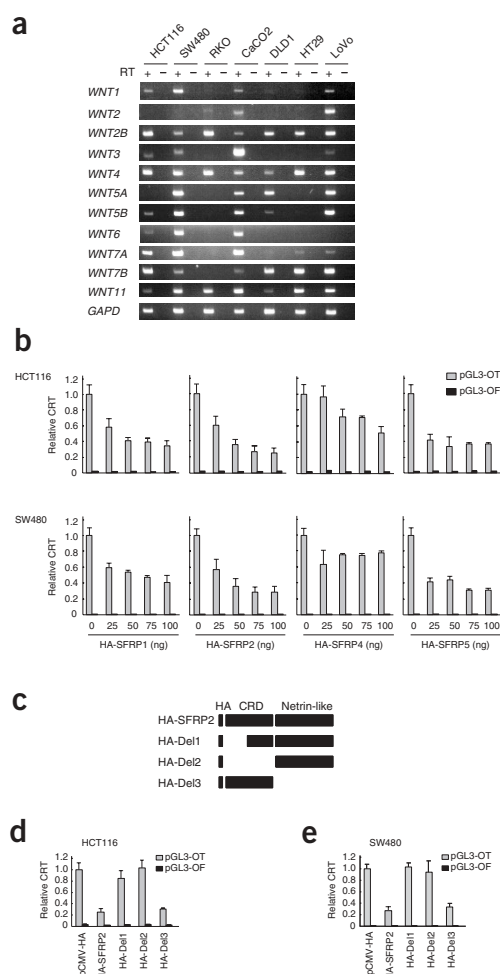 a
HCT116 SW480 RKO CaCO2 DLD1 HT29 LoVo
RT + – + – + – + – + – + – + –
WNT1
WNT2
WNT2B
WNT3
WNT4
WNT5A
WNT5B
WNT6
WNT7A
WNT7B
WNT11
GAPD
b
HCT116
pGL3-OT
pGL3-OF
Relative CRT
1.2
1.0
0.8
0.6
0.4
0.2
0
SW480
Relative CRT
1.2
1.0
0.8
0.6
0.4
0.2
0
0 25 50 75 100 0 25 50 75 100 0 25 50 75 100 0 25 50 75 100
HA-SFRP1 (ng) HA-SFRP2 (ng) HA-SFRP4 (ng) HA-SFRP5 (ng)
c
HA CRD Netrin-like
HA-SFRP2
HA-Del1
HA-Del2
HA-Del3
d
HCT116
pGL3-OT
pGL3-OF
Relative CRT
1.2
1.0
0.8
0.6
0.4
0.2
0
pCMV-HA
HA-SFRP2
HA-Del1
HA-Del2
HA-Del3
e
SW480
pGL3-OT
pGL3-OF
Relative CRT
1.2
1.0
0.8
0.6
0.4
0.2
0
pCMV-HA
HA-SFRP2
HA-Del1
HA-Del2
HA-Del3